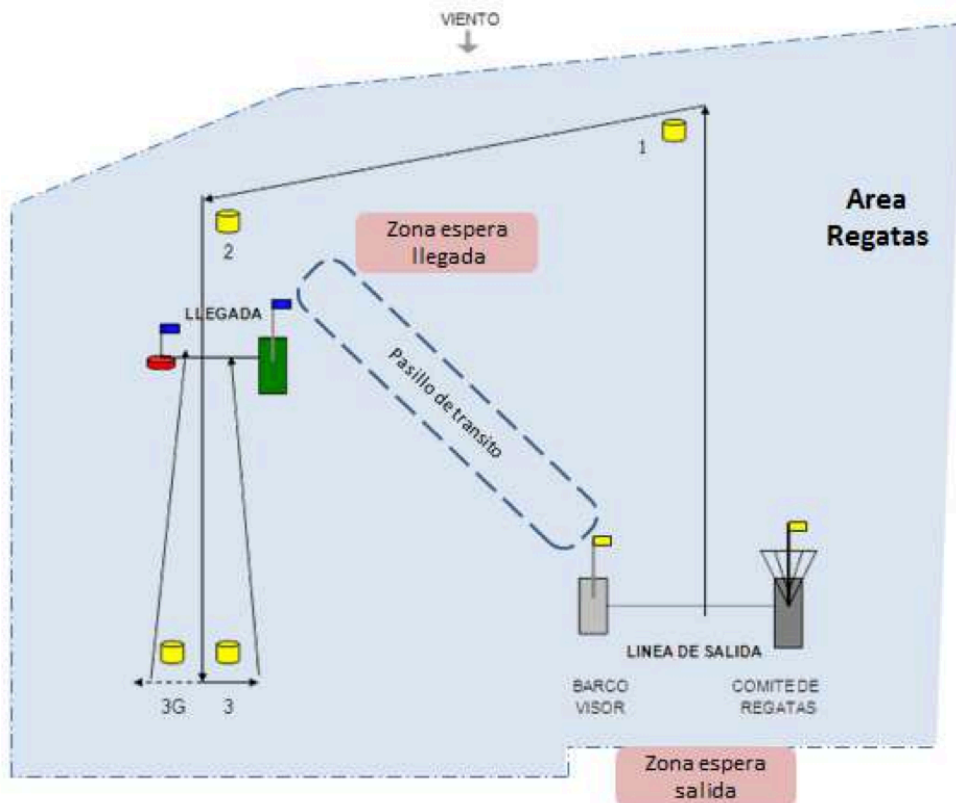 VIENTO
1
Area
Regatas
2
Zona espera
llegada
LLEGADA
Pasillo de transito
LINEA DE SALIDA
3G
3
BARCO
VISOR
COMITE DE
REGATAS
Zona espera
salida